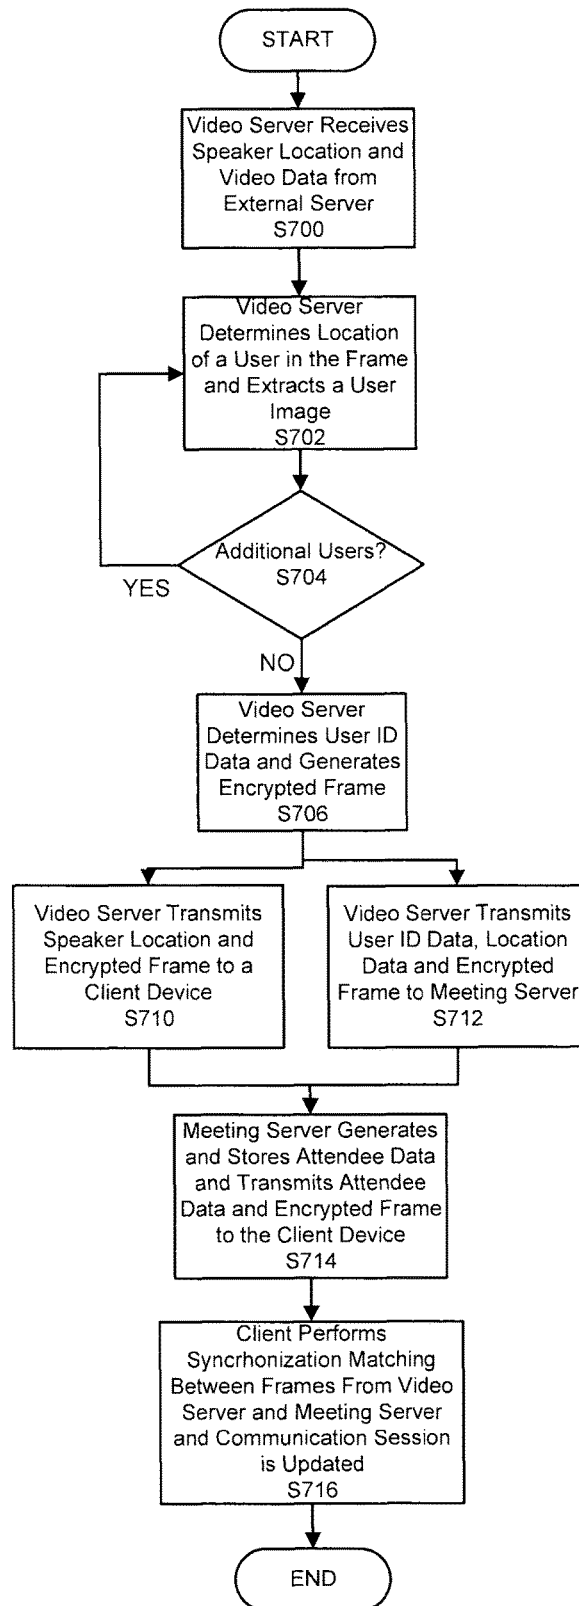 START
Video Server Receives
Speaker Location and
Video Data from
External Server
S700
Video Server
Determines Location
of a User in the Frame
and Extracts a User
Image
S702
Additional Users?
S704
YES
NO
Video Server
Determines User ID
Data and Generates
Encrypted Frame
S706
Video Server Transmits
Speaker Location and
Encrypted Frame to a
Client Device
S710
Video Server Transmits
User ID Data, Location
Data and Encrypted
Frame to Meeting Server
S712
Meeting Server Generates
and Stores Attendee Data
and Transmits Attendee
Data and Encrypted Frame
to the Client Device
S714
Client Performs
Syncrhonization Matching
Between Frames From Video
Server and Meeting Server
and Communication Session
is Updated
S716
END